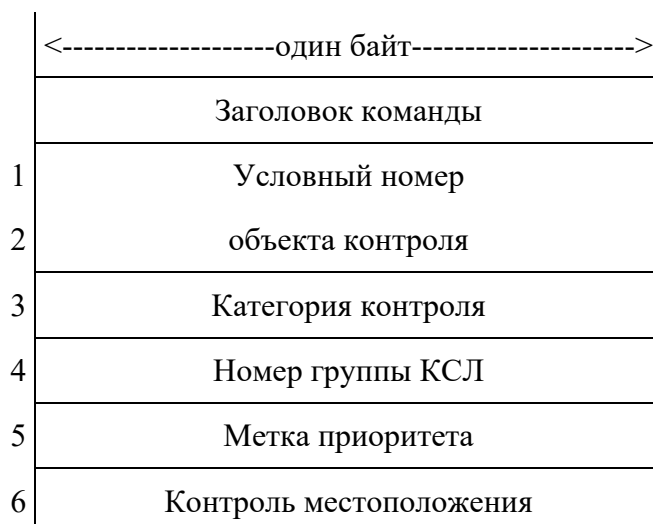 <--------------------один байт--------------------->
Заголовок команды
1 Условный номер
2 объекта контроля
3 Категория контроля
4 Номер группы КСЛ
5 Метка приоритета
6 Контроль местоположения